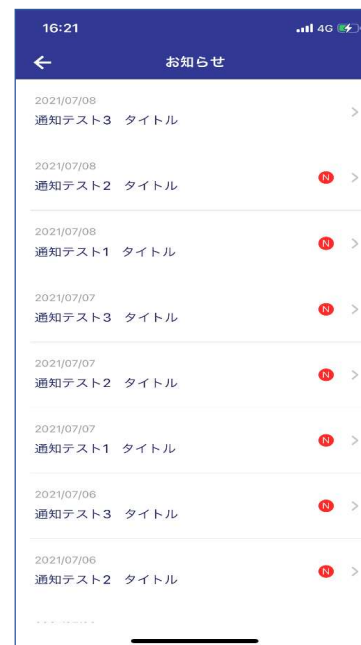 16:21
4G
お知らせ
2021/07/08
通知テスト3 タイトル
2021/07/08
通知テスト2 タイトル
N
2021/07/08
通知テスト1 タイトル
N
2021/07/07
通知テスト3 タイトル
N
2021/07/07
通知テスト2 タイトル
N
2021/07/07
通知テスト1 タイトル
N
2021/07/06
通知テスト3 タイトル
N
2021/07/06
通知テスト2 タイトル
N